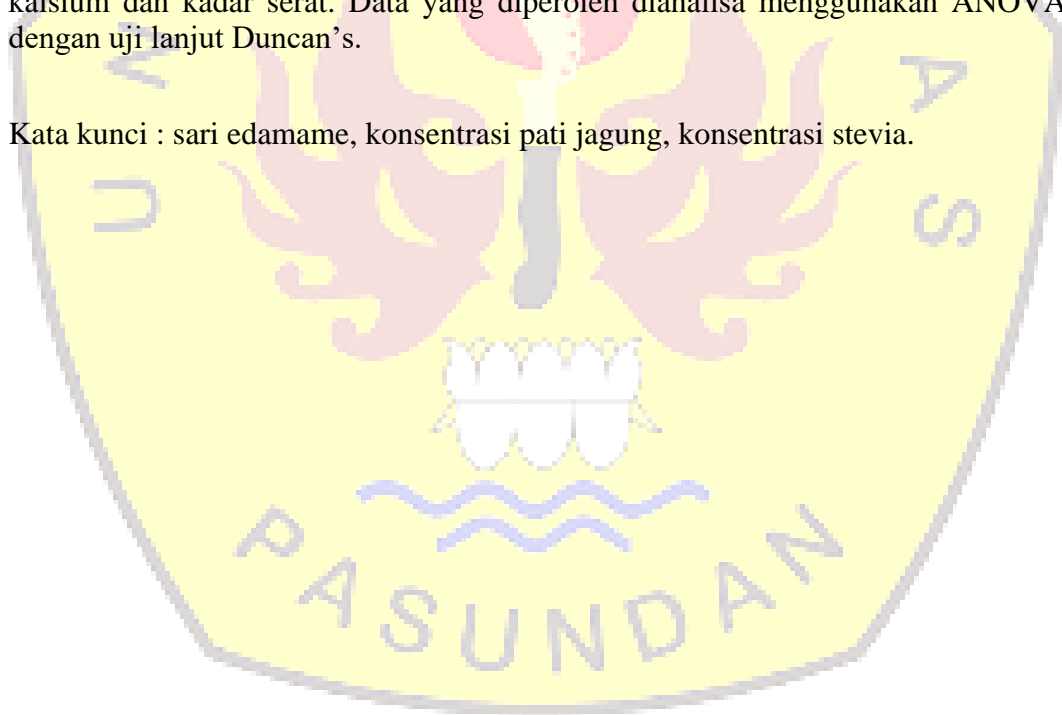 kalsium dan kadar serat. Data yang diperoleh dianalisa menggunakan ANOVA
dengan uji lanjut Duncan’s.
Kata kunci : sari edamame, konsentrasi pati jagung, konsentrasi stevia.
U N A S
PASUNDAN